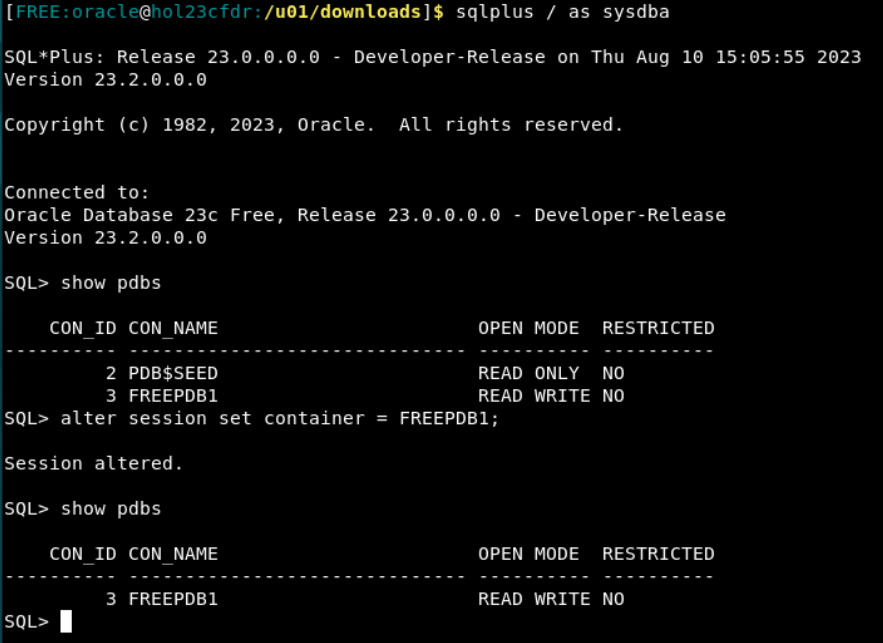 [FREE:oracle@hol23cfdr:/u01/downloads]$ sqlplus / as sysdba
SQL*Plus: Release 23.0.0.0.0 - Developer-Release on Thu Aug 10 15:05:55 2023
Version 23.2.0.0.0
Copyright (c) 1982, 2023, Oracle.  All rights reserved.
Connected to:
Oracle Database 23c Free, Release 23.0.0.0.0 - Developer-Release
Version 23.2.0.0.0
SQL> show pdbs
    CON_ID CON_NAME                       OPEN MODE  RESTRICTED
---------- ------------------------------ ---------- ----------
         2 PDB$SEED                       READ ONLY  NO
         3 FREEPDB1                       READ WRITE NO
SQL> alter session set container = FREEPDB1;
Session altered.
SQL> show pdbs
    CON_ID CON_NAME                       OPEN MODE  RESTRICTED
---------- ------------------------------ ---------- ----------
         3 FREEPDB1                       READ WRITE NO
SQL>